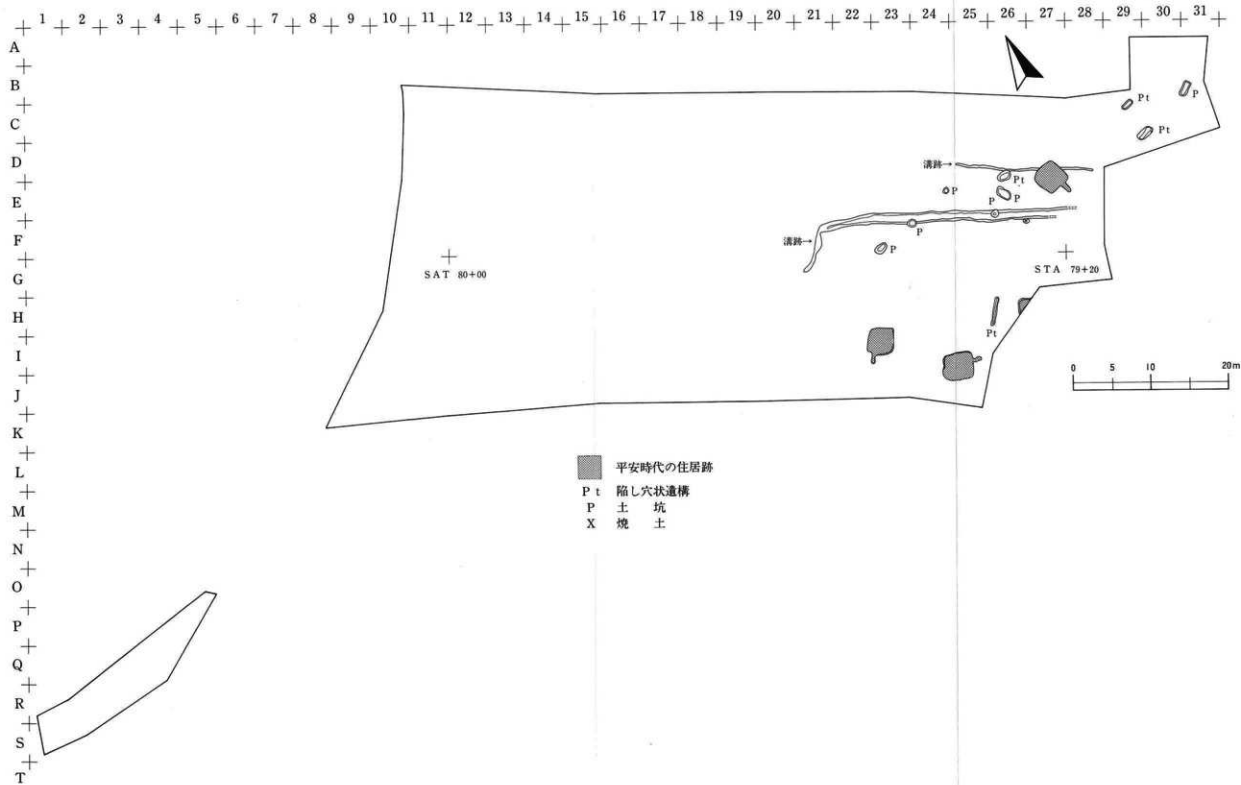 1 2 3 4 5 6 7 8 9 10 11 12 13 14 15 16 17 18 19 20 21 22 23 24 25 26 27 28 29 30 31
A
B
Pt P
C
Pt
D
溝跡→
Pt
E
P P P
F
P
溝跡→ P
G
SAT 80+00 STA 79+20
H
Pt
I
0 5 10 20m
J
K
L
平安時代の住居跡
Pt 陥し穴状遺構
M
P 土 坑
X 焼 土
N
O
P
Q
R
S
T